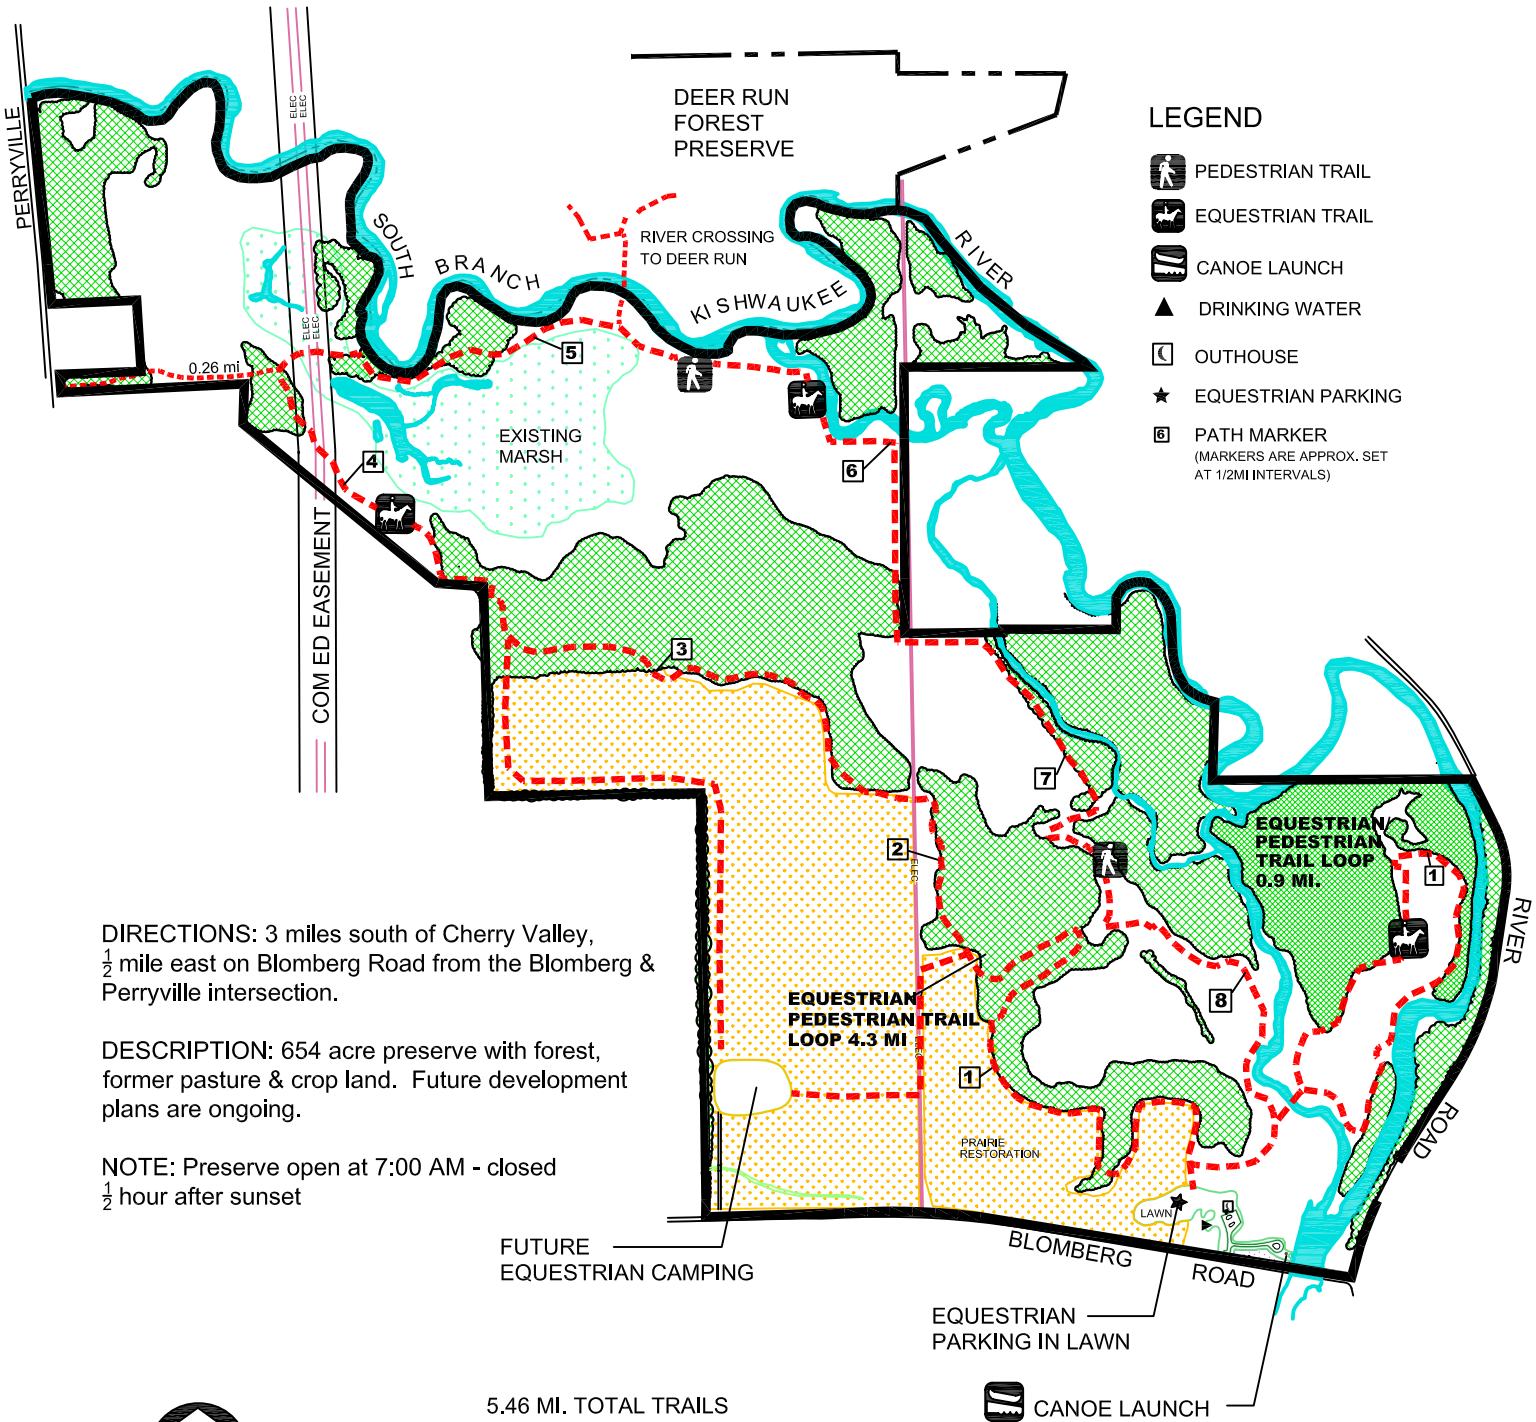 DEER RUN
FOREST
PRESERVE
LEGEND
PEDESTRIAN TRAIL
EQUESTRIAN TRAIL
CANOE LAUNCH
DRINKING WATER
OUTHOUSE
EQUESTRIAN PARKING
6
PATH MARKER
(MARKERS ARE APPROX. SET
AT 1/2MI INTERVALS)
PERRYVILLE
ELEC
ELEC
SOUTH
BRANCH
KISHWAUKEE
RIVER
RIVER CROSSING
TO DEER RUN
ELEC
ELEC
0.26 mi
5
EXISTING
MARSH
4
6
COM ED EASEMENT
3
7
2
ELEC
EQUESTRIAN/
PEDESTRIAN
TRAIL LOOP
0.9 MI.
1
RIVER
ROAD
DIRECTIONS: 3 miles south of Cherry Valley,
1/2 mile east on Blomberg Road from the Blomberg &
Perryville intersection.
DESCRIPTION: 654 acre preserve with forest,
former pasture & crop land. Future development
plans are ongoing.
NOTE: Preserve open at 7:00 AM - closed
1/2 hour after sunset
EQUESTRIAN
PEDESTRIAN TRAIL
LOOP 4.3 MI
ELEC
8
1
PRAIRIE
RESTORATION
LAWN
BLOMBERG
ROAD
FUTURE
EQUESTRIAN CAMPING
EQUESTRIAN
PARKING IN LAWN
CANOE LAUNCH
5.46 MI. TOTAL TRAILS